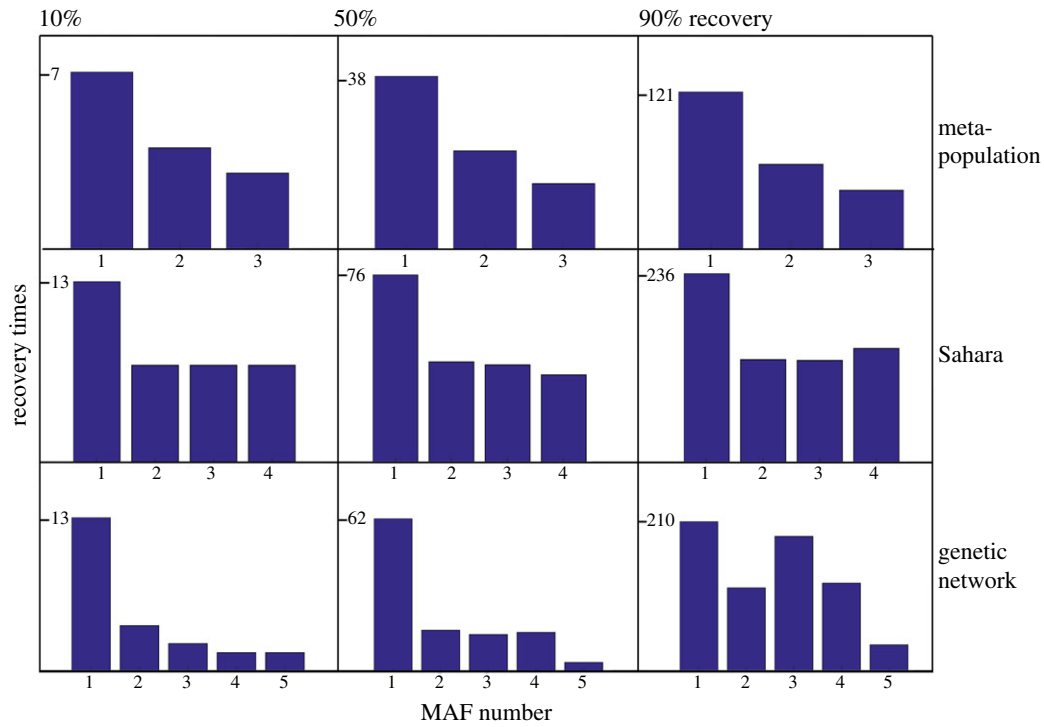 10% 50% 90% recovery
7 38 121
meta-
population
1 2 3 1 2 3 1 2 3
13 76 236
Sahara
recovery times
1 2 3 4 1 2 3 4 1 2 3 4
13 62 210
genetic
network
1 2 3 4 5 1 2 3 4 5 1 2 3 4 5
MAF number